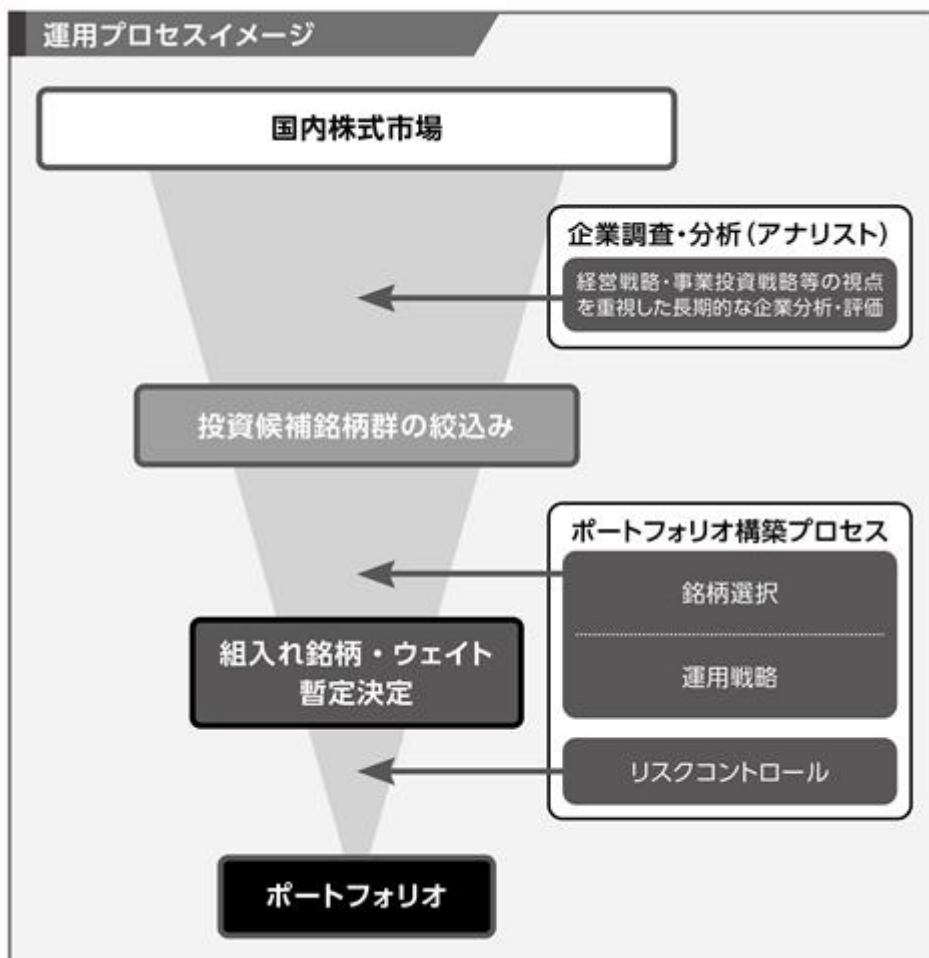 運用プロセスイメージ
国内株式市場
企業調査・分析(アナリスト)
経営戦略・事業投資戦略等の視点
を重視した長期的な企業分析・評価
投資候補銘柄群の絞込み
ポートフォリオ構築プロセス
銘柄選択
運用戦略
組入れ銘柄・ウェイト
暫定決定
リスクコントロール
ポートフォリオ